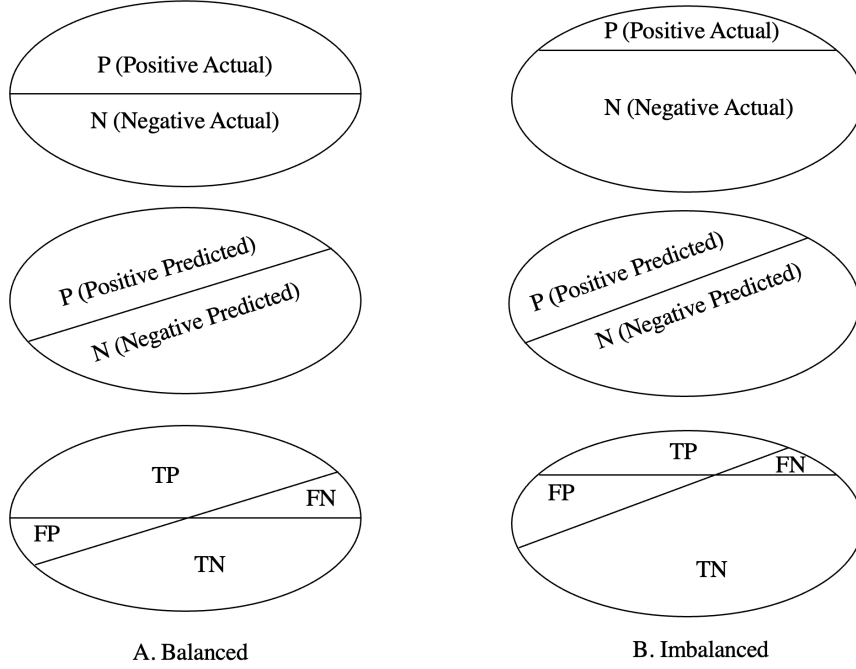 P (Positive Actual)
N (Negative Actual)
P (Positive Predicted)
N (Negative Predicted)
TP
FN
FP
TN
A. Balanced
P (Positive Actual)
N (Negative Actual)
P (Positive Predicted)
N (Negative Predicted)
TP
FN
FP
TN
B. Imbalanced